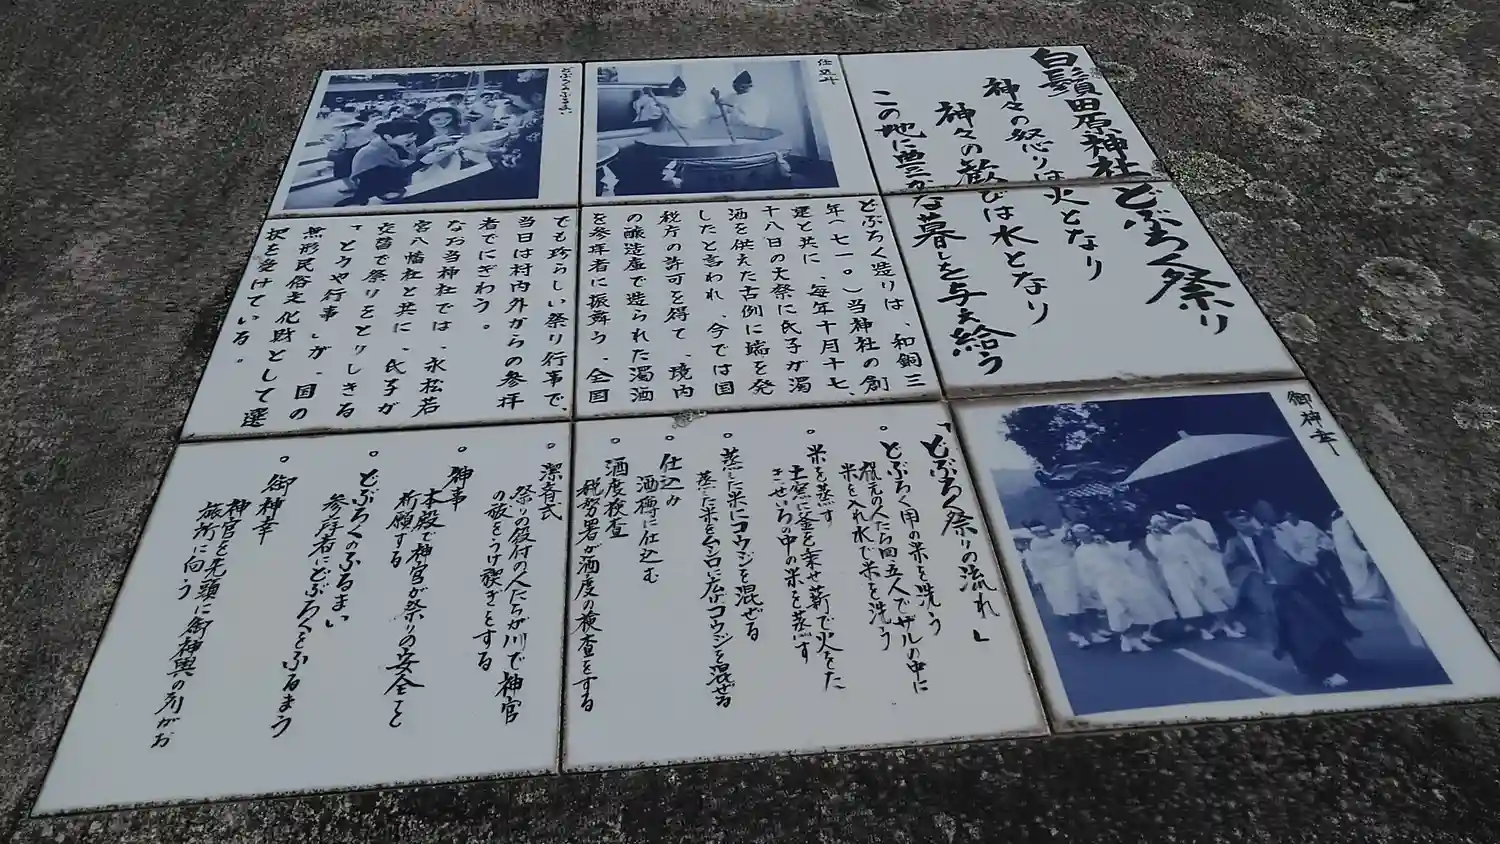 白鬚田原神社どぶろく祭り
神々の怒りは火となり
神々の歓び は水となり
この地に豊かな暮しを与え給う
仕込み
どぶろくふるまい
どぶろく造りは、和銅三
年(七一〇)当神社の創
建と共に、毎年十月十七、
十八日の大祭に氏子が濁
酒を供えた古例に端を発
したと言われ、今では国
税庁の許可を得て、境内
の醸造庫で造られた濁酒
を参拝者に振舞う、全国
でも珍らしい祭り行事で、
当日は村内外からの参拝
者でにぎわう。
なお当神社では、永松若
宮八幡社と共に、氏子が
交替で祭りをとりしきる
「とうや行事」が、国の
無形民俗文化財として選
択を受けている。
御神幸
「どぶろく祭りの流れ」
。どぶろく用の米を洗う
根元の人たち四五人でザルの中に
米を入れ水で米を洗う
。米を蒸す
土窯に釜を乗せ薪で火をた
きせいろの中の米を蒸す
。蒸した米にコウジを混ぜる
蒸した米ムシロに広げコウジを混ぜる
。仕込み
酒樽に仕込む
。酒度検査
税務署が酒度の検査をする
。潔斎式
祭りの役付の人たちが川で神官
の祓をうけ禊ぎをする
。神事
本殿で神官が祭りの安全を
祈願する
。どぶろくのふるまい
参拝者にどぶろくをふるまう
。御神幸
神官を先頭に御神輿の列がお
旅所に向う